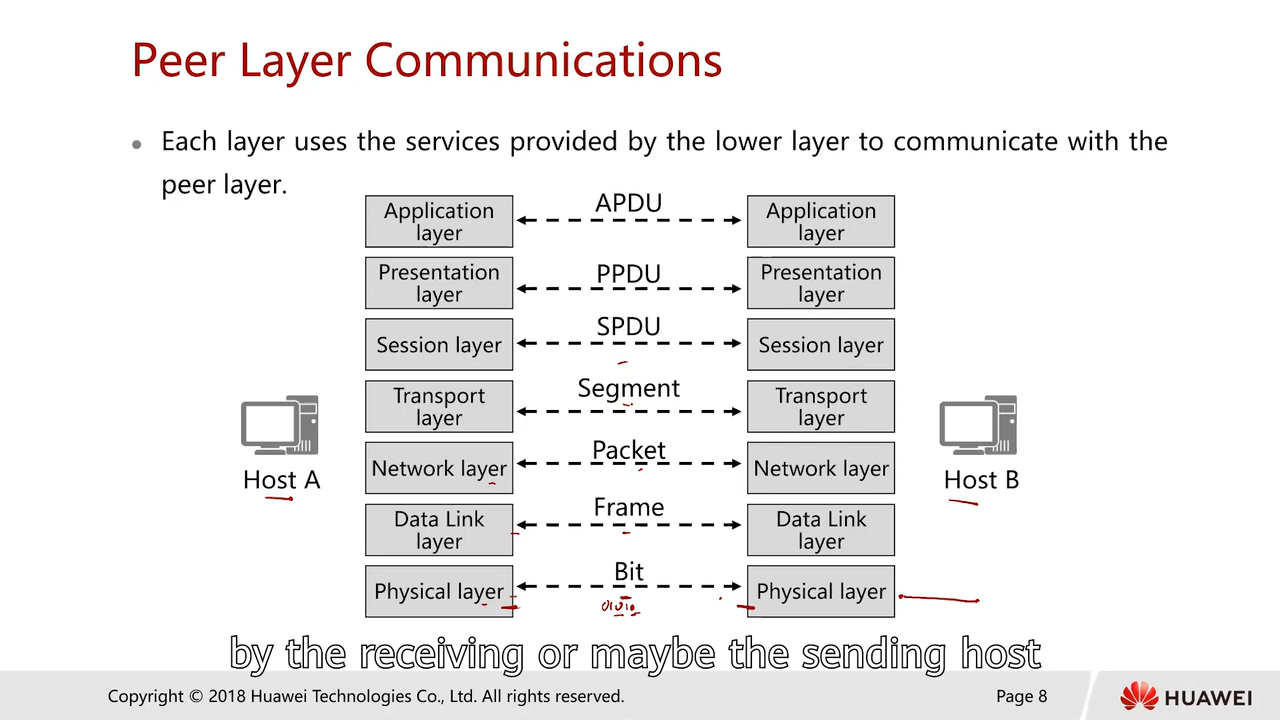 Peer Layer Communications
Each layer uses the services provided by the lower layer to communicate with the
peer layer.
APDU
Application
layer
Application
layer
PPDU
Presentation
layer
Presentation
layer
SPDU
Session layer
Session layer
Segment
Transport
layer
Transport
layer
Packet
Network layer
Network layer
Host A
Host B
Frame
Data Link
layer
Data Link
layer
Bit
Physical layer
Physical layer
by the receiving or maybe the sending host
Copyright © 2018 Huawei Technologies Co., Ltd. All rights reserved.
Page 8
HUAWEI